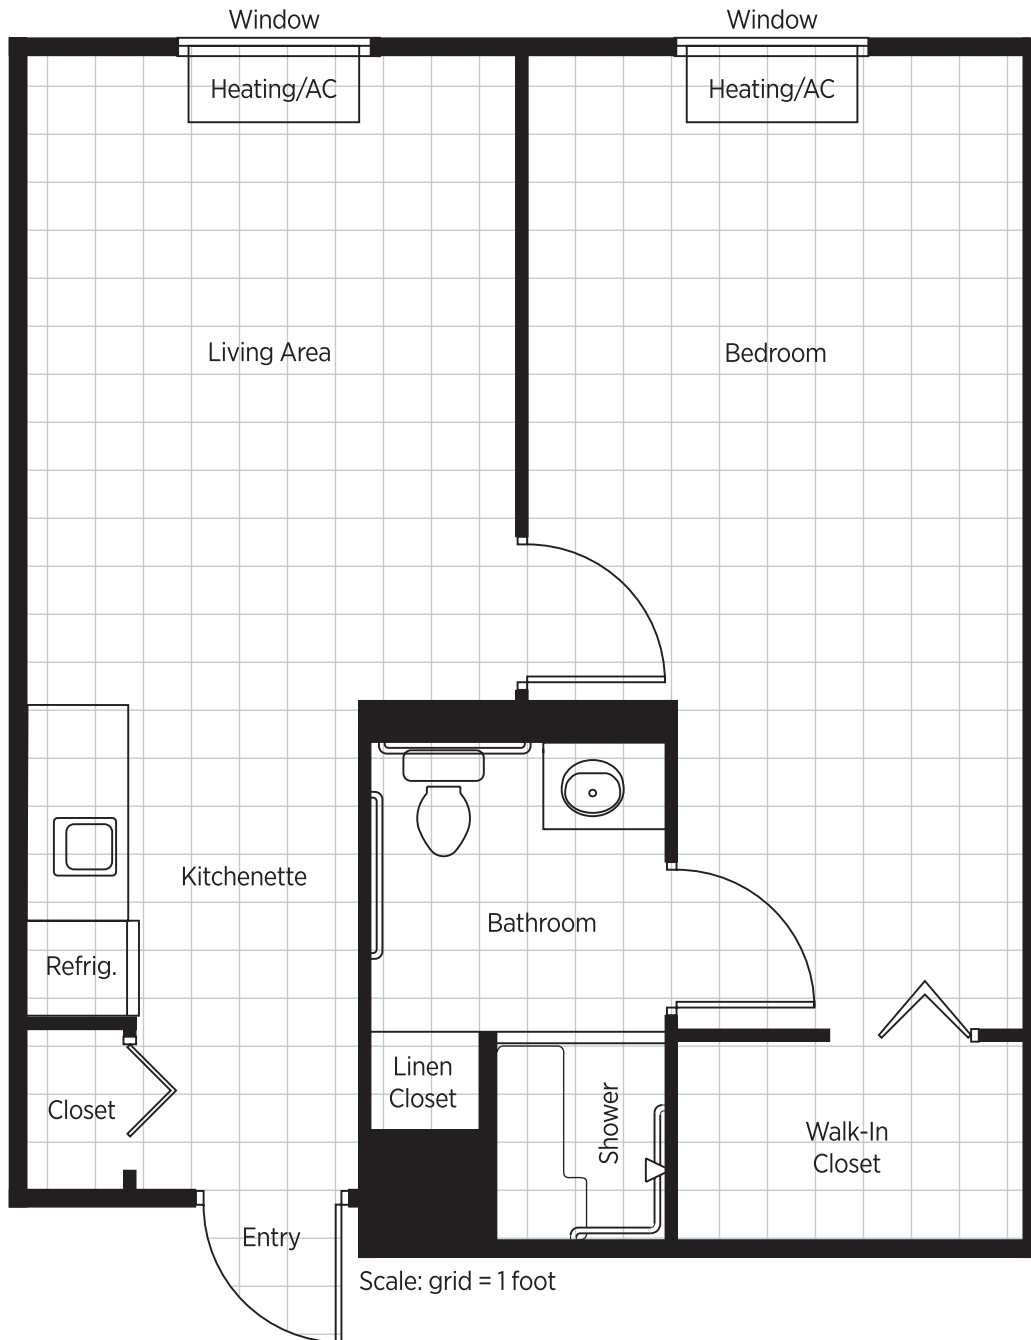 Window
Window
Heating/AC
Heating/AC
Living Area
Bedroom
Kitchenette
Bathroom
Refrig.
Linen
Closet
Closet
Shower
Walk-In
Closet
Entry
Scale: grid = 1 foot